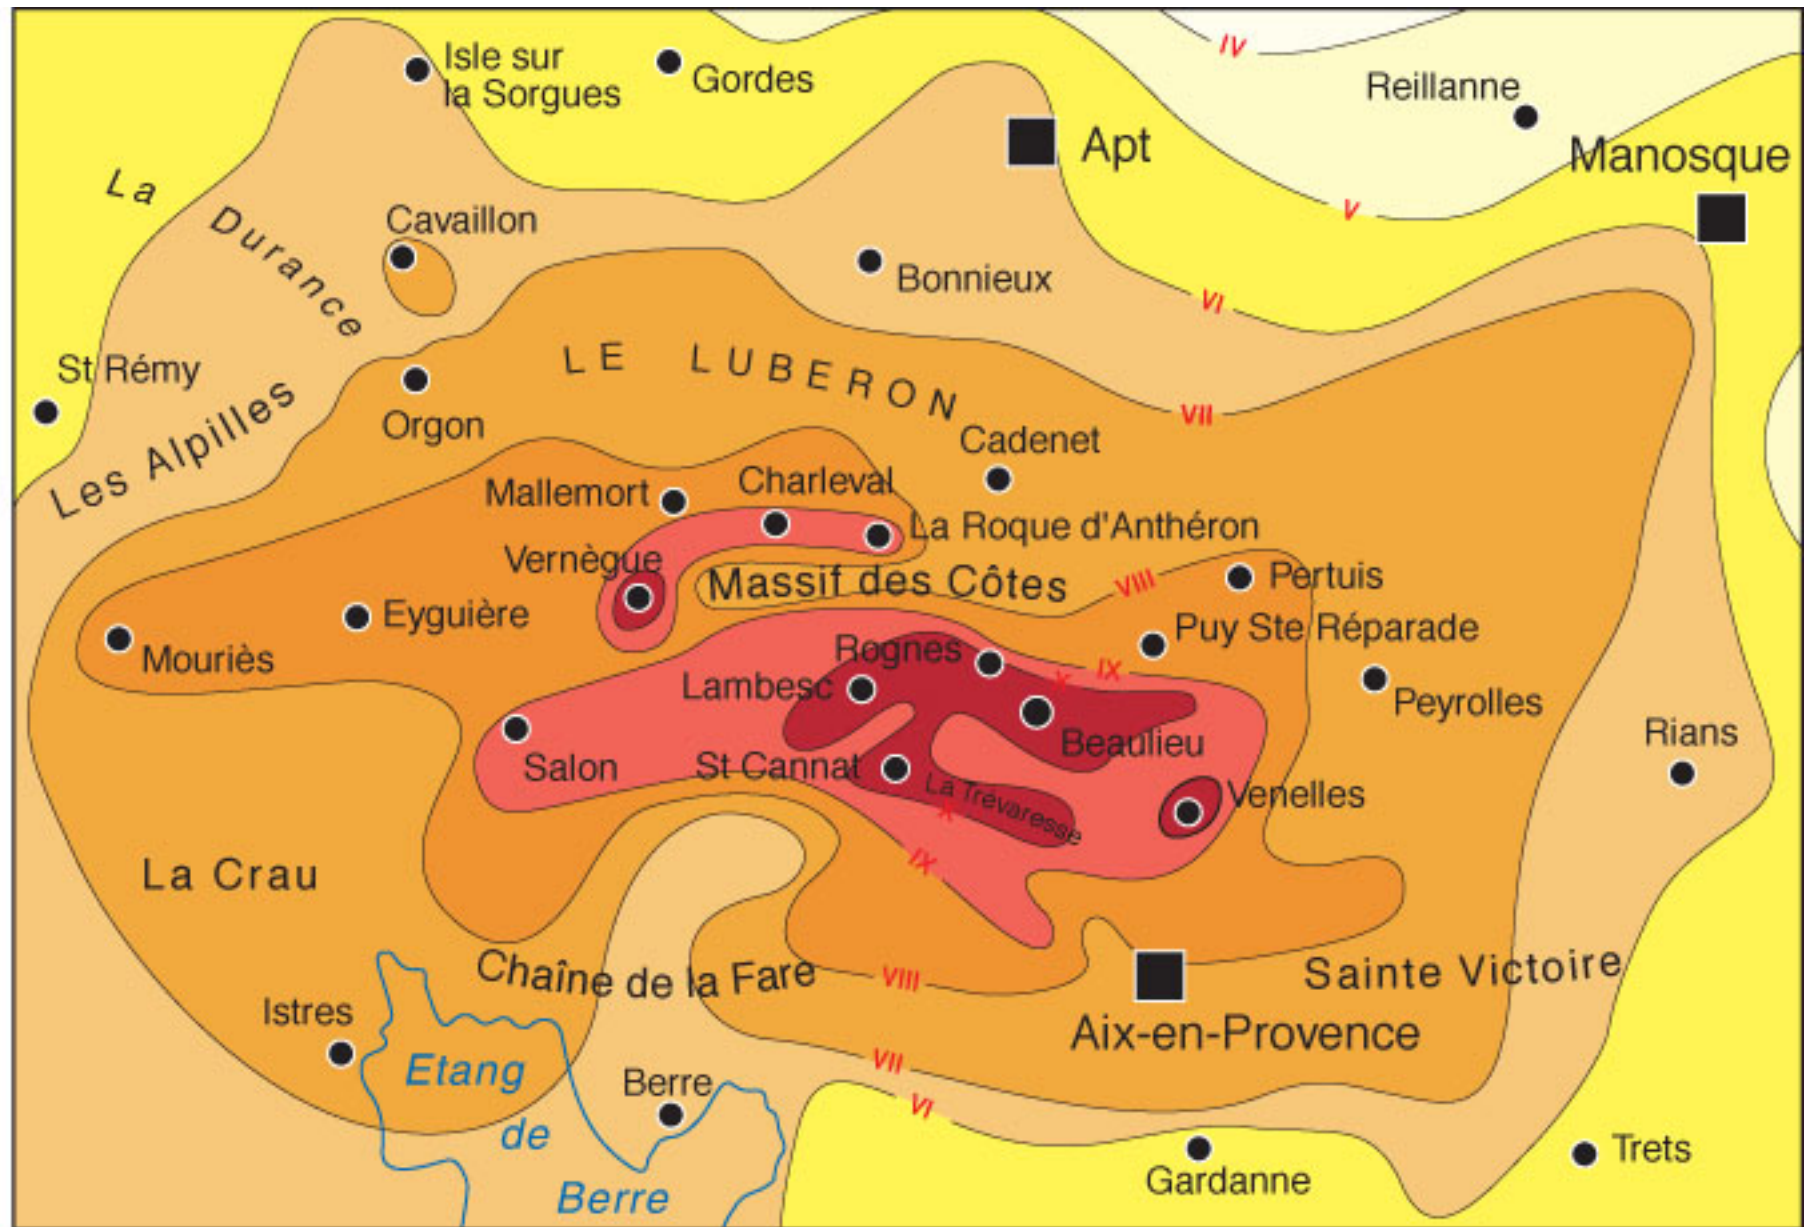 Isle sur
la Sorgues
Gordes
IV
Reillanne
Apt
Manosque
La
Durance
Cavaillon
Bonnieux
V
VI
St Rémy
LE LUBERON
VII
Les Alpilles
Orgon
Cadenet
Mallemort
Charleval
La Roque d'Anthéron
Vernègue
Massif des Côtes
VIII
Pertuis
Eyguière
Puy Ste Réparade
Mouriès
Rognes
IX
X
Lambesc
Peyrolles
Beaulieu
Rians
Salon
St Cannat
La Trévaresse
X
Venelles
IX
La Crau
Chaîne de la Fare
VIII
Sainte Victoire
Istres
Aix-en-Provence
Etang
de
Berre
Berre
VII
VI
Trets
Gardanne